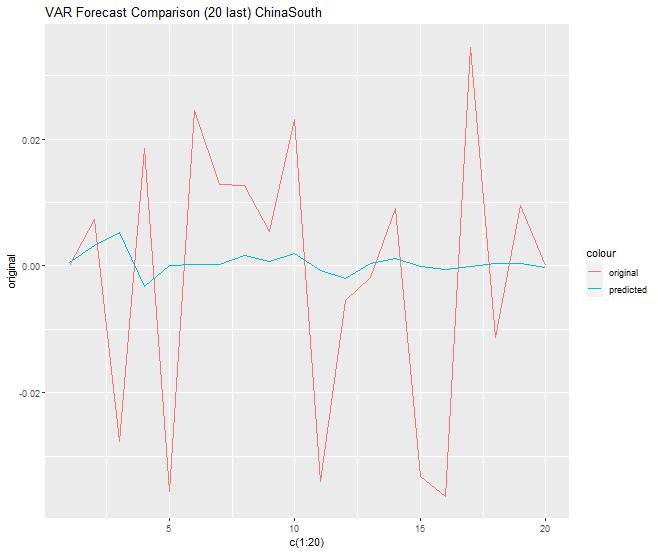 VAR Forecast Comparison (20 last) ChinaSouth
0.02
0.00
-0.02
original
5
10
15
20
c(1:20)
colour
original
predicted